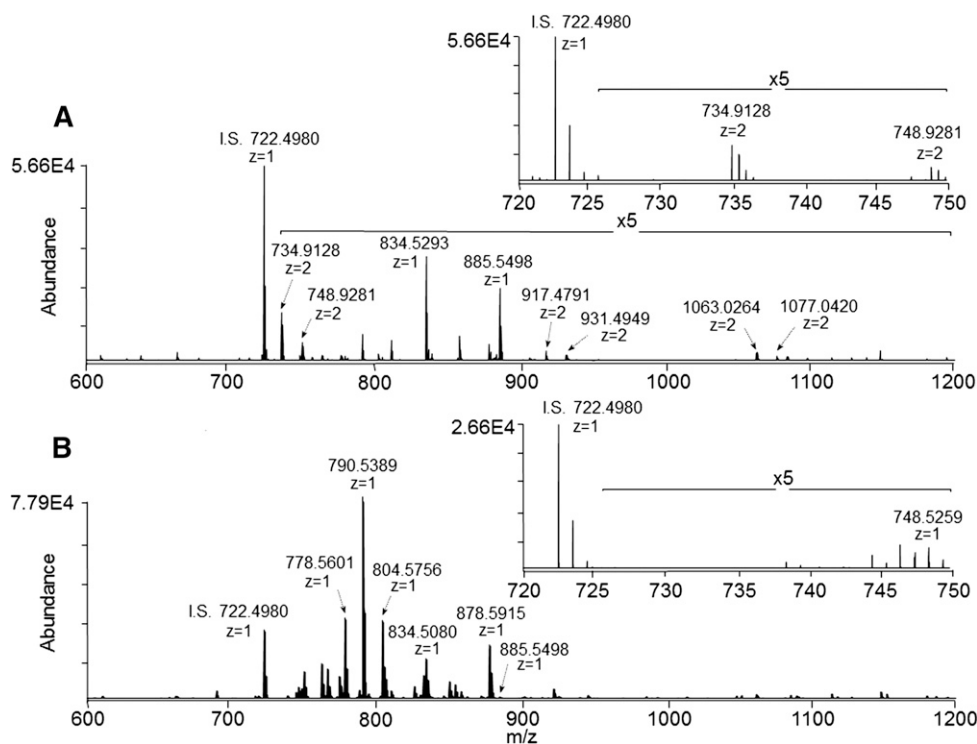 I.S. 722.4980
z=1
5.66E4
x5
734.9128
z=2
748.9281
z=2
720 725 730 735 740 745 750
A
I.S. 722.4980
z=1
5.66E4
x5
834.5293
z=1
734.9128
z=2
885.5498
z=1
748.9281
z=2
917.4791
z=2
931.4949
z=2
1063.0264
z=2
1077.0420
z=2
Abundance
600 700 800 900 1000 1100 1200
I.S. 722.4980
z=1
2.66E4
x5
748.5259
z=1
720 725 730 735 740 745 750
B
790.5389
z=1
7.79E4
778.5601
z=1
804.5756
z=1
I.S. 722.4980
z=1
834.5080
z=1
878.5915
z=1
885.5498
z=1
Abundance
600 700 800 900 1000 1100 1200
m/z